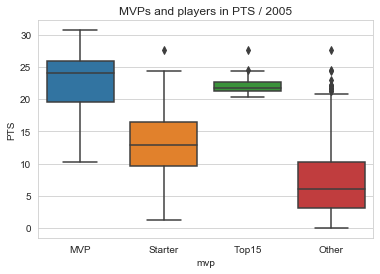 MVPs and players in PTS / 2005
30
25
20
15
10
5
0
PTS
MVP
Starter
Top15
Other
mvp